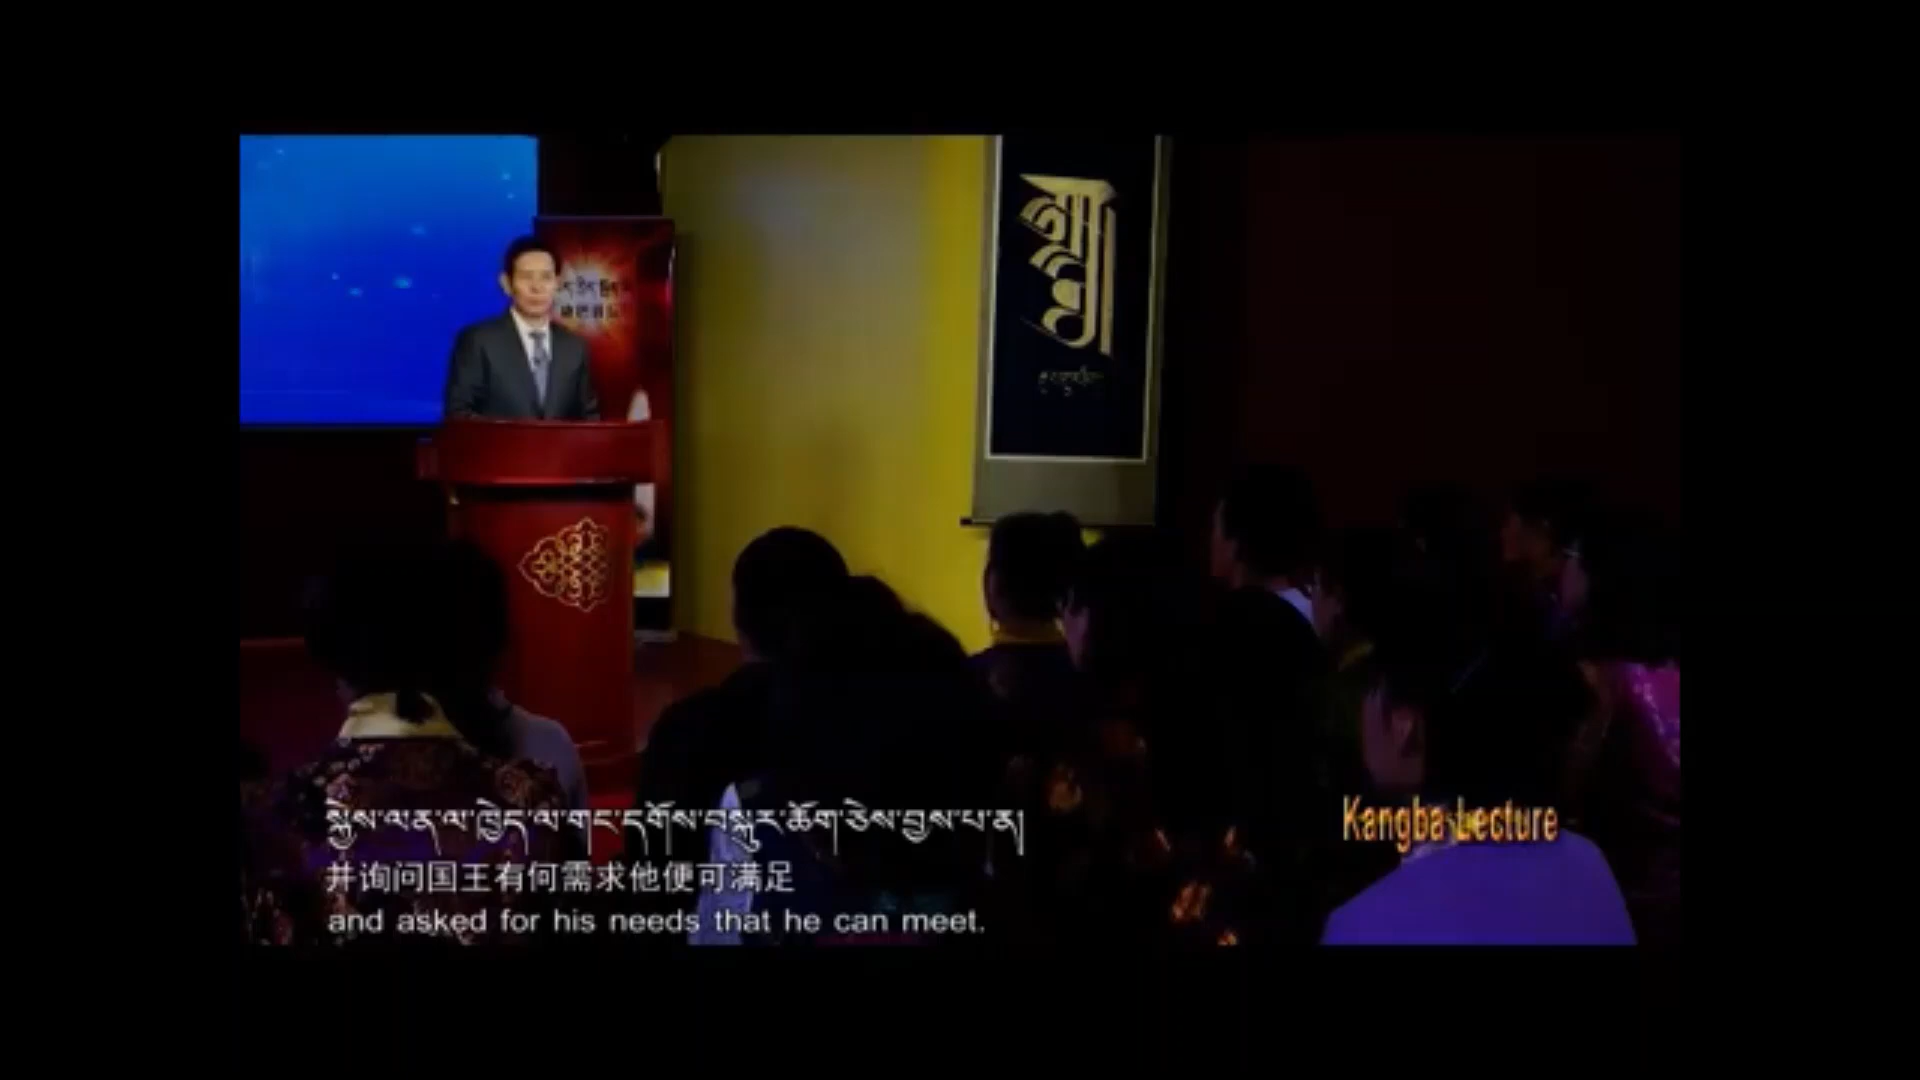 སྐྱེས་ལན་ལ་ཁྱེད་ལ་གང་དགོས་བསྐུར་ཆོག་ཅེས་བྱས་པ་ན།
并询问国王有何需求他便可满足
and asked for his needs that he can meet.
Kangba Lecture